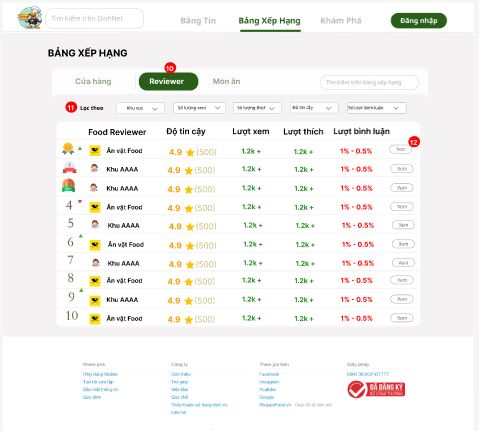 Tìm kiếm trên DishNet
Bảng Tin
Bảng Xếp Hạng
Khám Phá
Đăng nhập
BẢNG XẾP HẠNG
10
Cửa hàng
Reviewer
Món ăn
Tìm kiếm trên bảng xếp hạng
11
Lọc theo
Khu vực
Số lượng xem
Số lượng thích
Độ tin cậy
Số lượt bình luận
12
Food Reviewer Độ tin cậy Lượt xem Lượt thích Lượt bình luận
Ăn vặt Food 4.9 (500) 1.2k + 1.2k + 1% - 0.5% Xem
Khu AAAA 4.9 (500) 1.2k + 1.2k + 1% - 0.5% Xem
Khu AAAA 4.9 (500) 1.2k + 1.2k + 1% - 0.5% Xem
4 Ăn vặt Food 4.9 (500) 1.2k + 1.2k + 1% - 0.5% Xem
5 Khu AAAA 4.9 (500) 1.2k + 1.2k + 1% - 0.5% Xem
6 Ăn vặt Food 4.9 (500) 1.2k + 1.2k + 1% - 0.5% Xem
7 Khu AAAA 4.9 (500) 1.2k + 1.2k + 1% - 0.5% Xem
8 Ăn vặt Food 4.9 (500) 1.2k + 1.2k + 1% - 0.5% Xem
9 Khu AAAA 4.9 (500) 1.2k + 1.2k + 1% - 0.5% Xem
10 Ăn vặt Food 4.9 (500) 1.2k + 1.2k + 1% - 0.5% Xem
Khám phá
Ứng dụng Mobile
Tạo bộ sưu tập
Bảo mật thông tin
Quy định
Công ty
Giới thiệu
Trợ giúp
Việc làm
Quy chế
Thỏa thuận sử dụng dịch vụ
Liên hệ
Tham gia trên
Facebook
Instagram
Youtube
Google
ShopeeFood.vn - Giao đồ ăn tận nơi
Giấy phép
ĐÃ ĐĂNG KÝ
BỘ CÔNG THƯƠNG